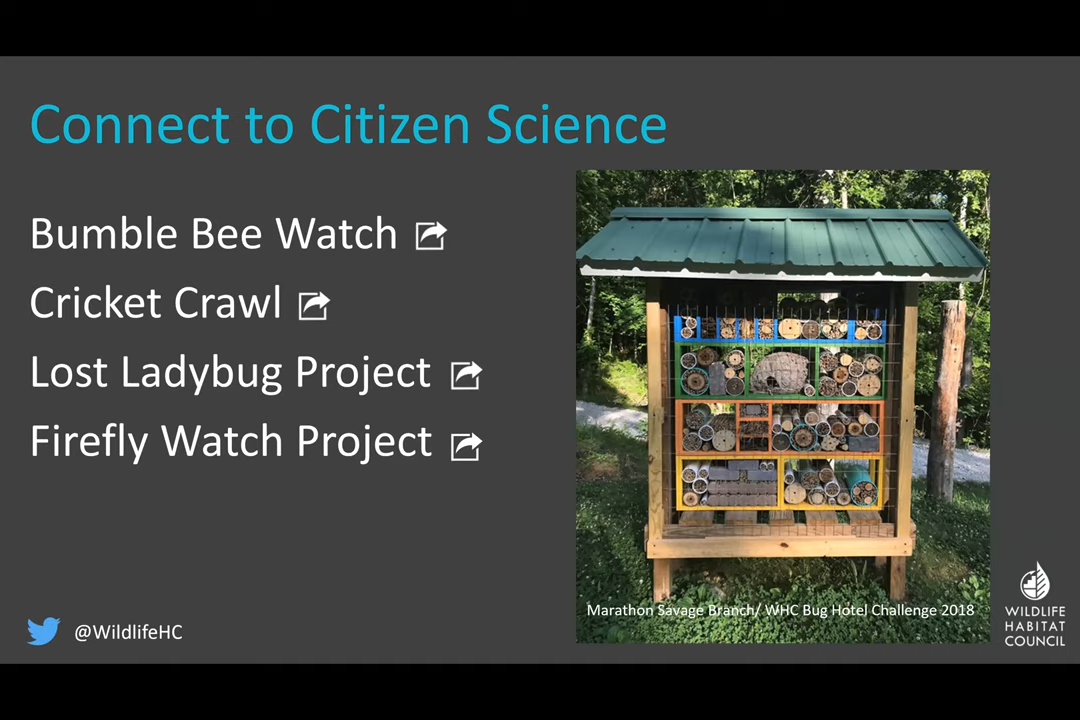 Connect to Citizen Science
Bumble Bee Watch
Cricket Crawl
Lost Ladybug Project
Firefly Watch Project
Marathon Savage Branch/ WHC Bug Hotel Challenge 2018
@WildlifeHC
WILDLIFE
HABITAT
COUNCIL